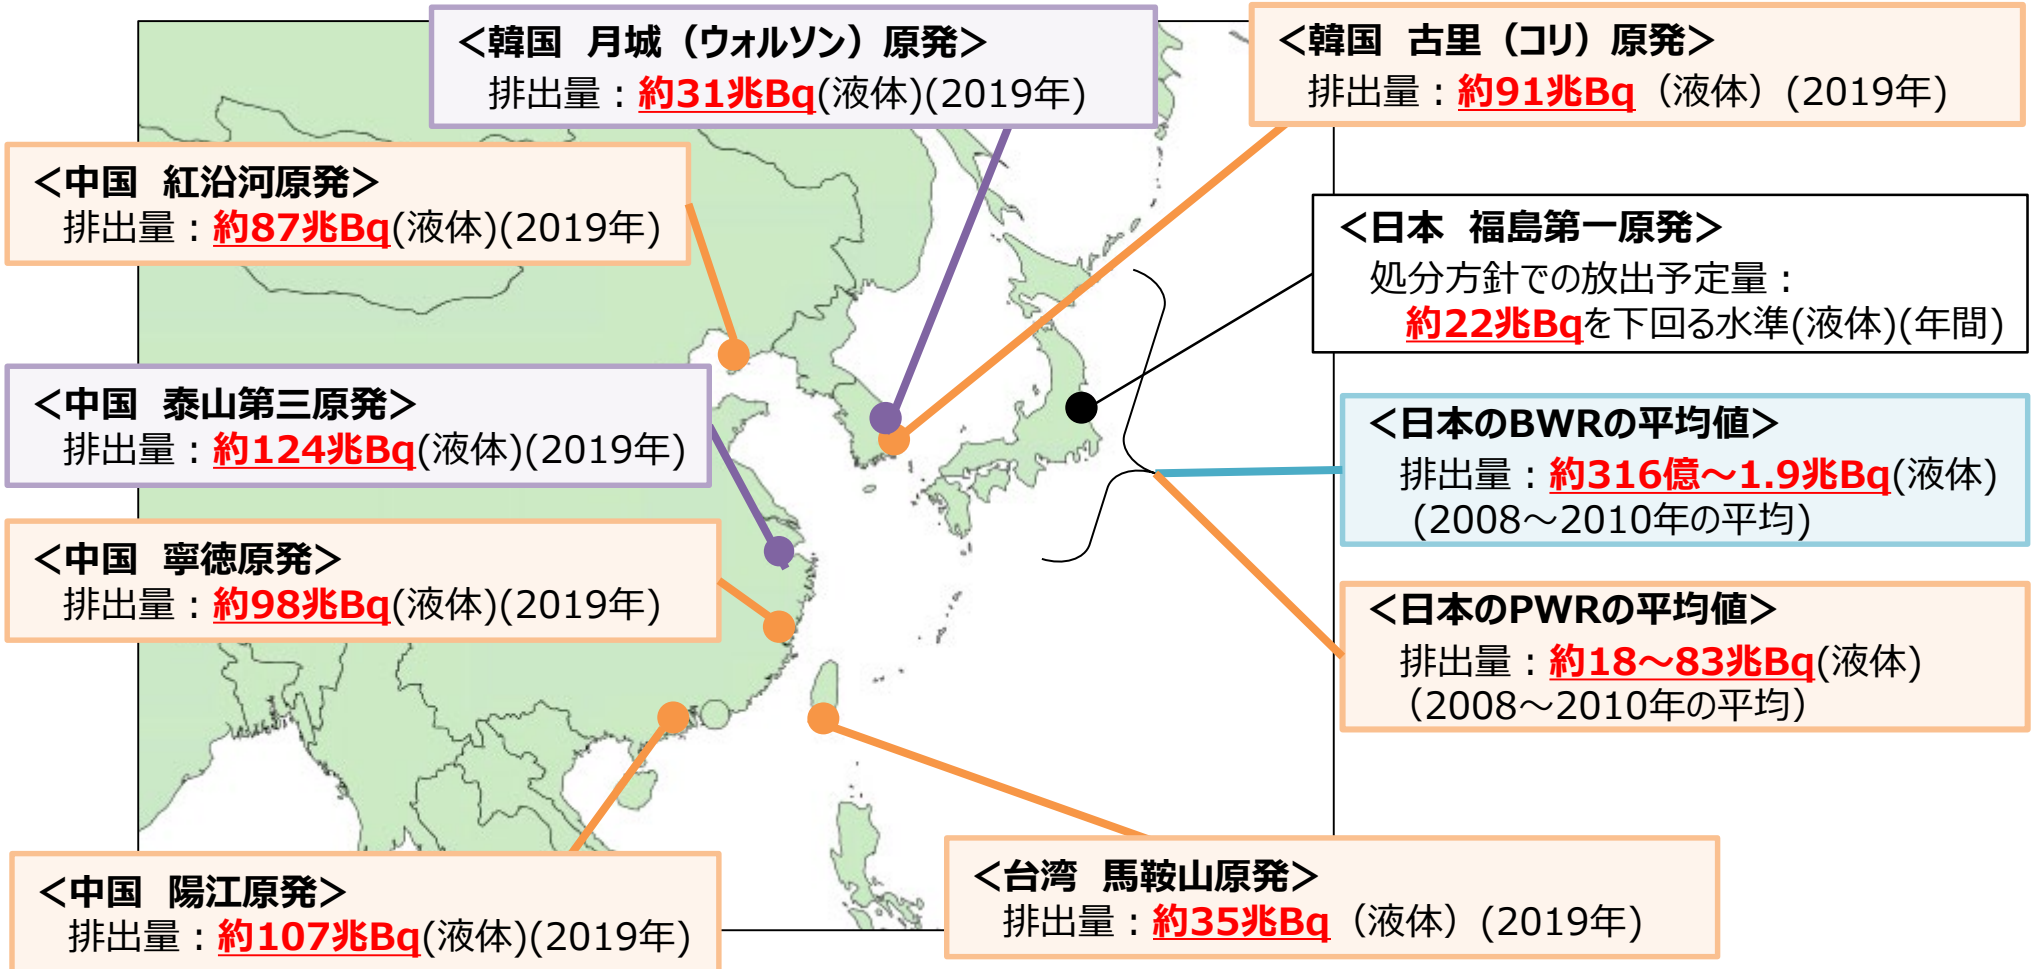 <韓国 月城（ウォルソン）原発>
排出量：約31兆Bq(液体)(2019年)
<韓国 古里（コリ）原発>
排出量：約91兆Bq（液体）(2019年)
<中国 紅沿河原発>
排出量：約87兆Bq(液体)(2019年)
<日本 福島第一原発>
処分方針での放出予定量：
約22兆Bqを下回る水準(液体)(年間)
<中国 泰山第三原発>
排出量：約124兆Bq(液体)(2019年)
<日本のBWRの平均値>
排出量：約316億～1.9兆Bq(液体)
(2008～2010年の平均)
<中国 寧徳原発>
排出量：約98兆Bq(液体)(2019年)
<日本のPWRの平均値>
排出量：約18～83兆Bq(液体)
（2008～2010年の平均）
<中国 陽江原発>
排出量：約107兆Bq(液体)(2019年)
<台湾 馬鞍山原発>
排出量：約35兆Bq（液体）(2019年)